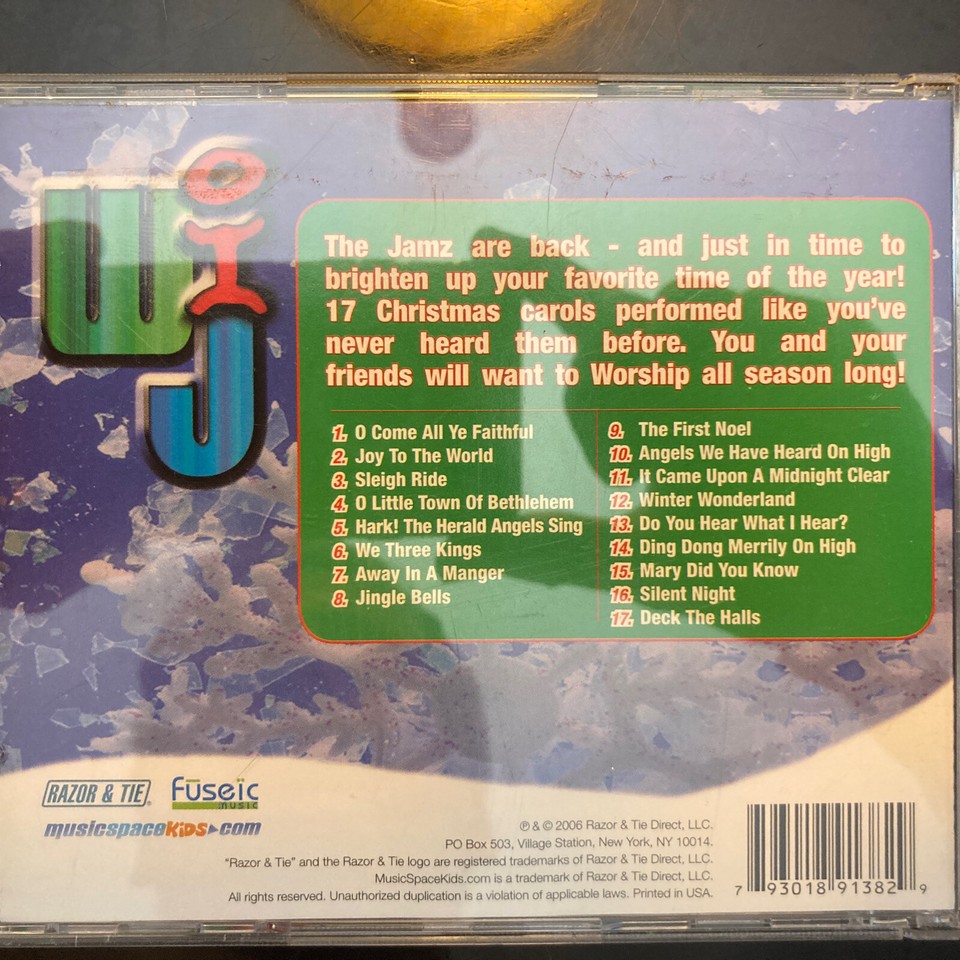 WiJ
The Jamz are back - and just in time to
brighten up your favorite time of the year!
17 Christmas carols performed like you've
never heard them before. You and your
friends will want to Worship all season long!
1. O Come All Ye Faithful
2. Joy To The World
3. Sleigh Ride
4. O Little Town Of Bethlehem
5. Hark! The Herald Angels Sing
6. We Three Kings
7. Away In A Manger
8. Jingle Bells
9. The First Noel
10. Angels We Have Heard On High
11. It Came Upon A Midnight Clear
12. Winter Wonderland
13. Do You Hear What I Hear?
14. Ding Dong Merrily On High
15. Mary Did You Know
16. Silent Night
17. Deck The Halls
RAZOR & TIE®
fūseïc
music
musicspaceKiDS▸com
℗ & © 2006 Razor & Tie Direct, LLC.
PO Box 503, Village Station, New York, NY 10014.
"Razor & Tie" and the Razor & Tie logo are registered trademarks of Razor & Tie Direct, LLC.
MusicSpaceKids.com is a trademark of Razor & Tie Direct, LLC.
All rights reserved. Unauthorized duplication is a violation of applicable laws. Printed in USA.
7 93018 91382 9